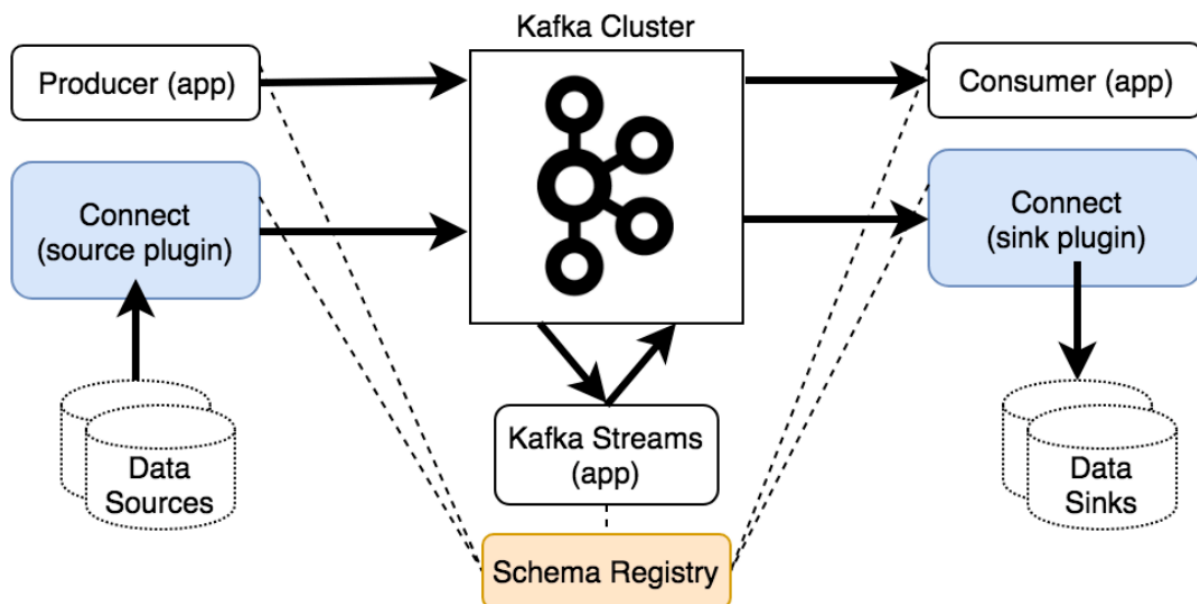 Kafka Cluster
Producer (app)
Consumer (app)
Connect
(source plugin)
Connect
(sink plugin)
Kafka Streams
(app)
Data
Sources
Data
Sinks
Schema Registry